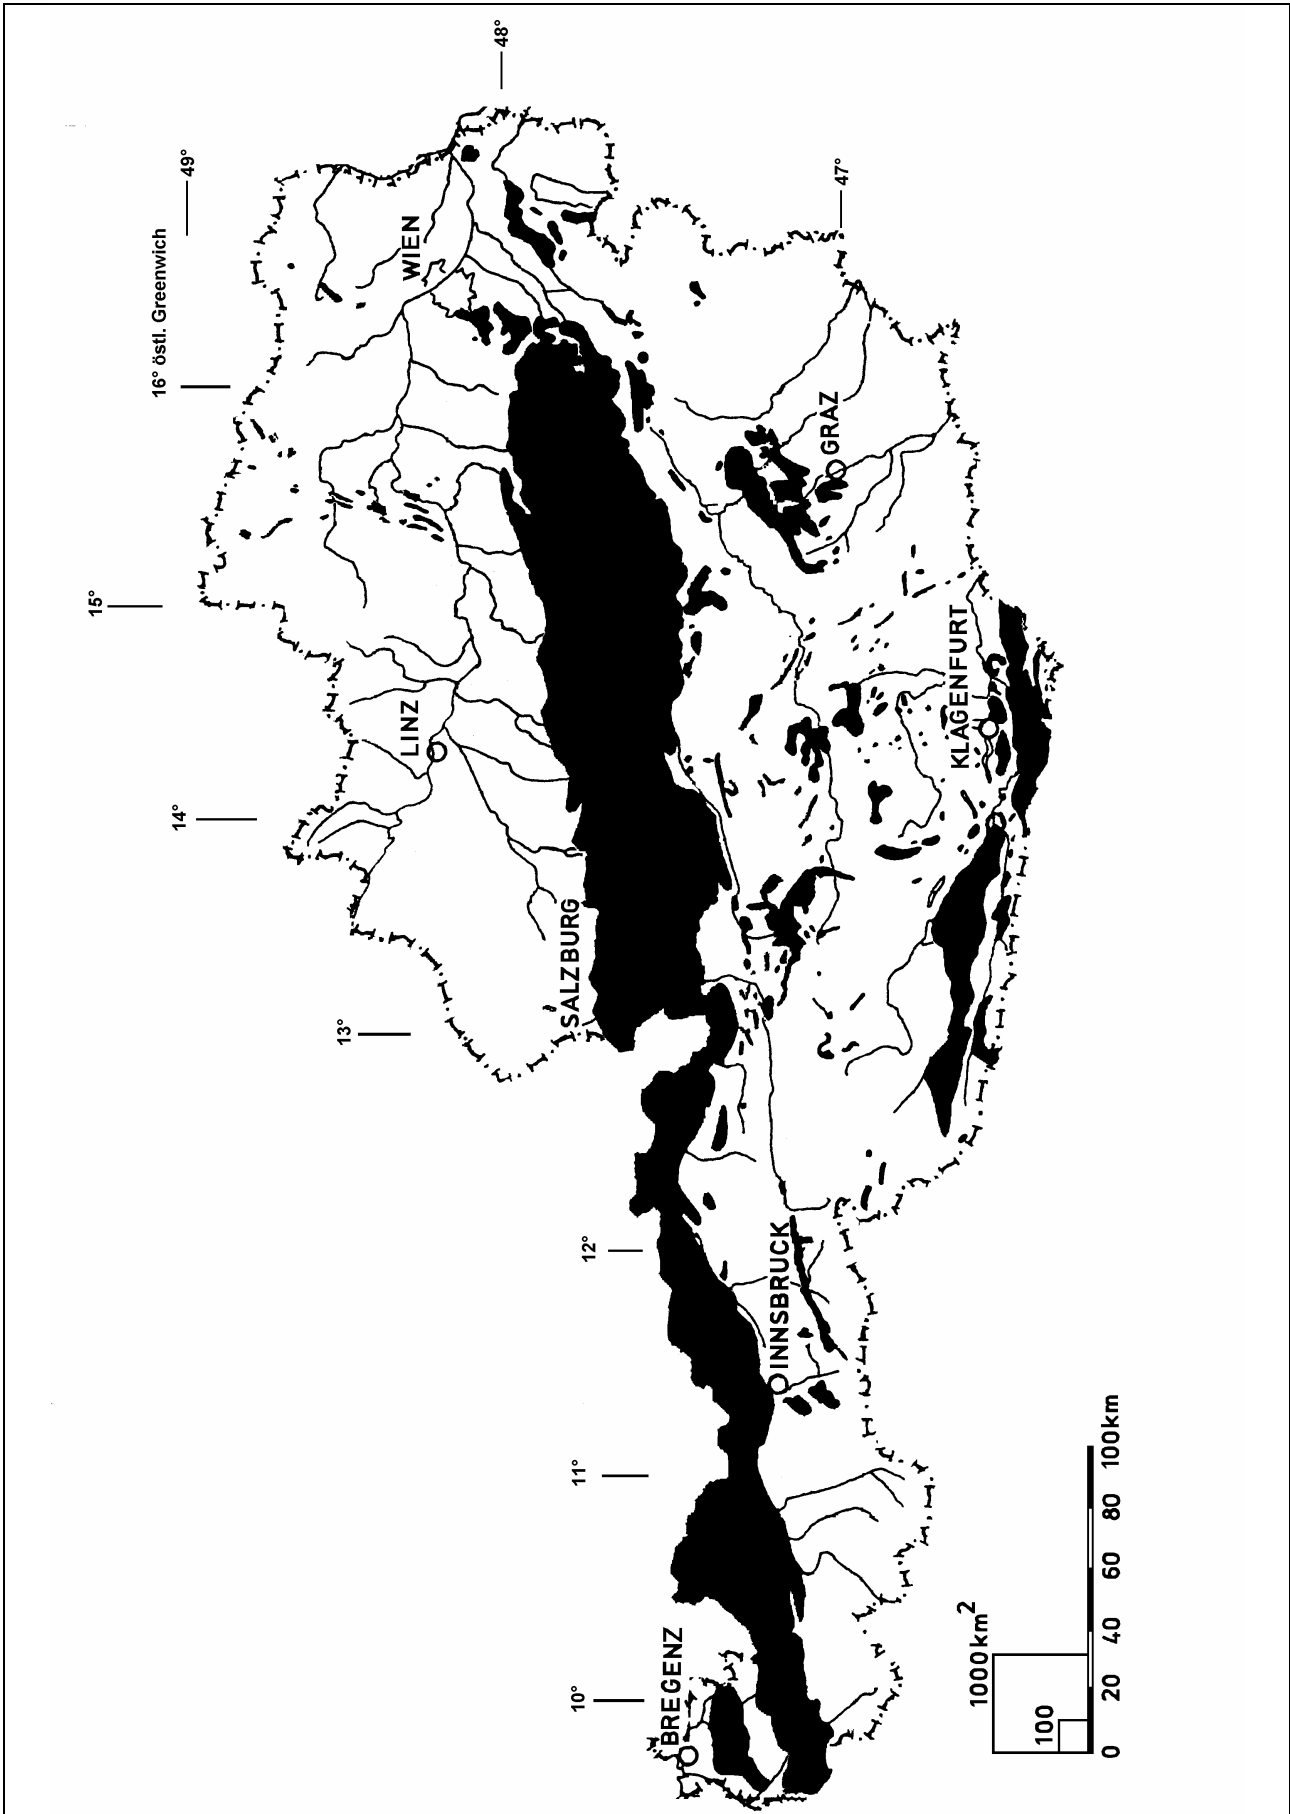 48°
49°
47°
16° östl. Greenwich
WIEN
GRAZ
15°
KLAGENFURT
LINZ
14°
SALZBURG
13°
12°
INNSBRUCK
11°
10°
BREGENZ
1000km²
100
0 20 40 60 80 100km